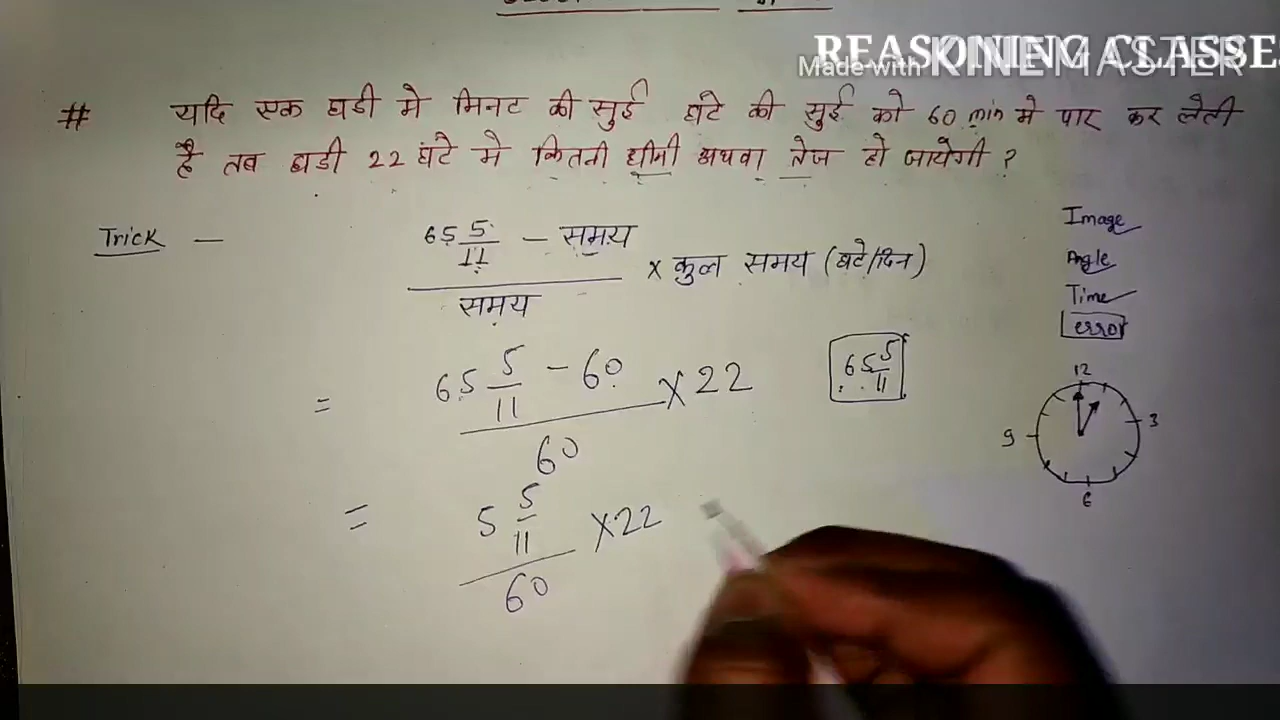 REASONING CLASSES
Made with KINEMASTER
# यदि एक घडी मे मिनट की सुई घंटे की सुई को 60 min मे पार कर लेती
है तब घडी 22 घंटे मे कितनी धीमी अथवा तेज हो जायेगी ?
Trick — 65 5/11 - समय
समय
× कुल समय (घंटे/दिन)
= 65 5/11 - 60
60
× 22
65 5/11
= 5 5/11
60
× 22
Image
Angle
Time
error
12
3
6
9